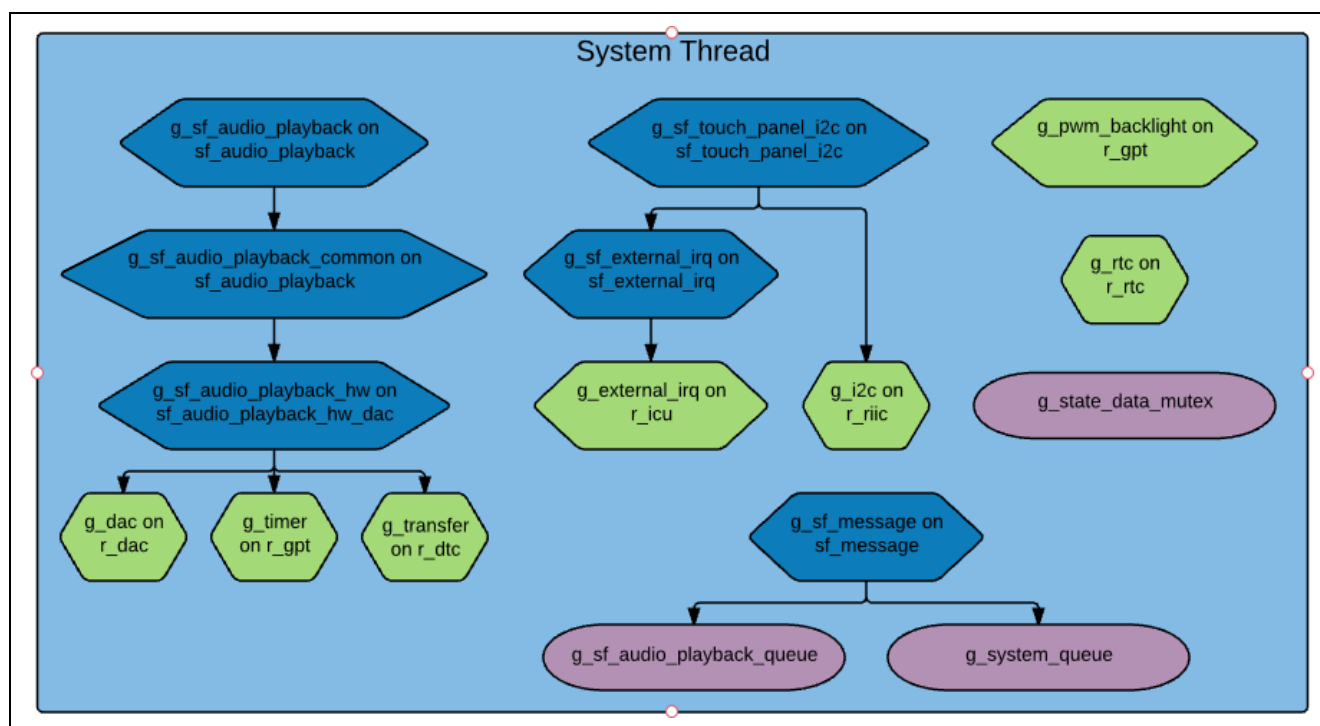 System Thread
g_sf_audio_playback on
sf_audio_playback
g_sf_touch_panel_i2c on
sf_touch_panel_i2c
g_pwm_backlight on
r_gpt
g_sf_audio_playback_common on
sf_audio_playback
g_sf_external_irq on
sf_external_irq
g_rtc on
r_rtc
g_sf_audio_playback_hw on
sf_audio_playback_hw_dac
g_external_irq on
r_icu
g_i2c on
r_riic
g_state_data_mutex
g_dac on
r_dac
g_timer
on r_gpt
g_transfer
on r_dtc
g_sf_message on
sf_message
g_sf_audio_playback_queue
g_system_queue